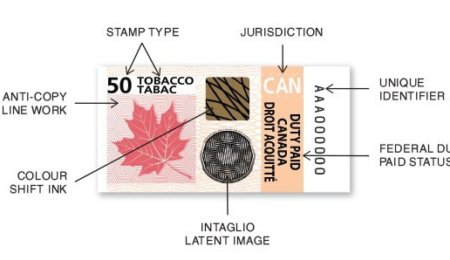 STAMP TYPE
JURISDICTION
50 TOBACCO
TABAC
CAN
AAA000000
DUTY PAID
CANADA
DROIT ACQUITTÉ
UNIQUE
IDENTIFIER
ANTI-COPY
LINE WORK
FEDERAL DU
PAID STATUS
COLOUR
SHIFT INK
INTAGLIO
LATENT IMAGE